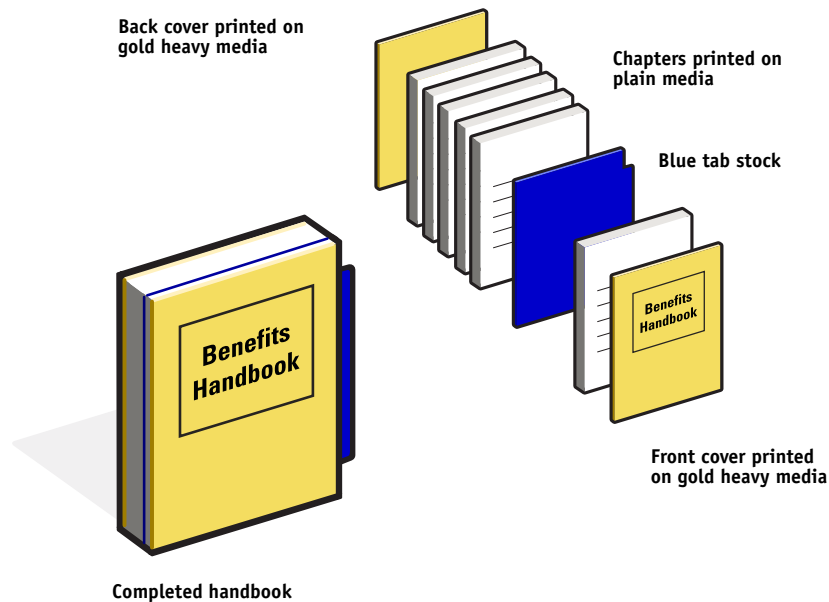 Back cover printed on
gold heavy media
Chapters printed on
plain media
Blue tab stock
Benefits
Handbook
Benefits
Handbook
Front cover printed
on gold heavy media
Completed handbook